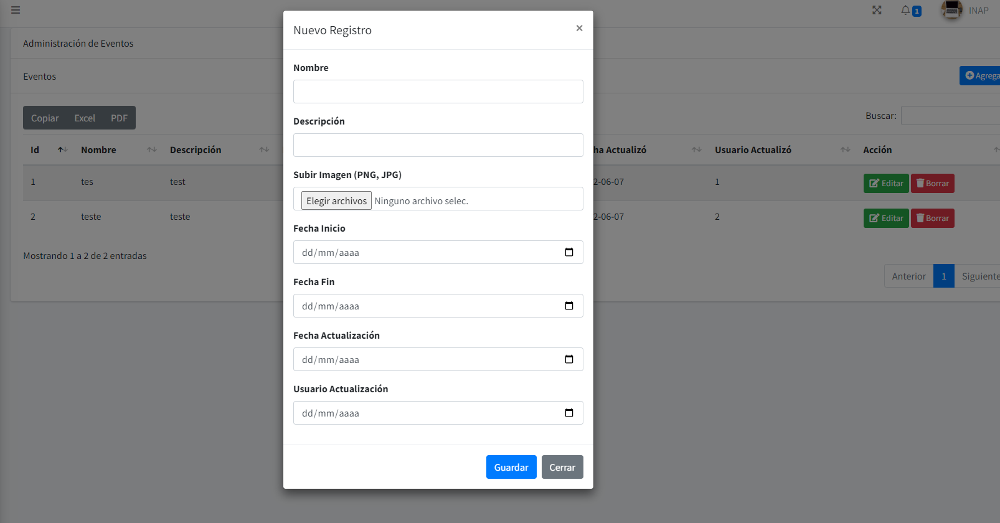 1
INAP
Administración de Eventos
Eventos
Agrega
Copiar Excel PDF
Buscar:
Id Nombre Descripción ha Actualizó Usuario Actualizó Acción
1 tes test 2-06-07 1 Editar Borrar
2 teste teste 2-06-07 2 Editar Borrar
Mostrando 1 a 2 de 2 entradas
Anterior 1 Siguiente
Nuevo Registro ×
Nombre
Descripción
Subir Imagen (PNG, JPG)
Elegir archivos Ninguno archivo selec.
Fecha Inicio
dd/mm/aaaa
Fecha Fin
dd/mm/aaaa
Fecha Actualización
dd/mm/aaaa
Usuario Actualización
dd/mm/aaaa
Guardar Cerrar